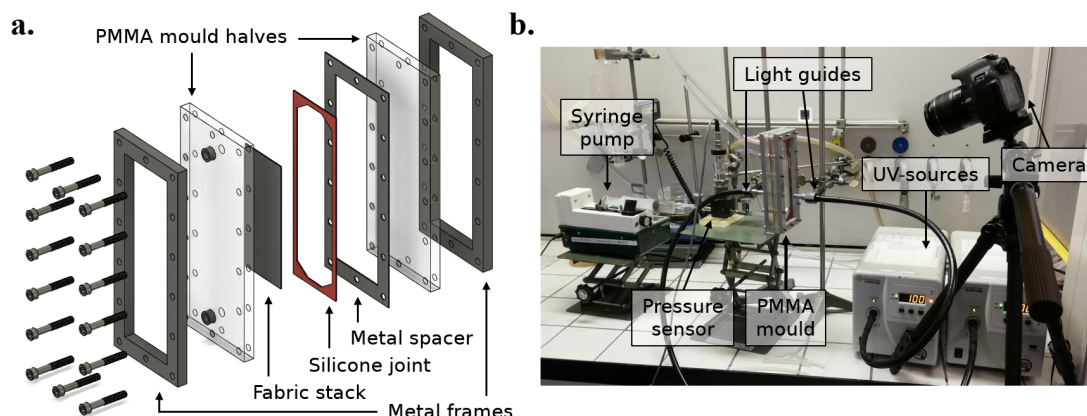 a.
PMMA mould halves
Metal spacer
Silicone joint
Fabric stack
Metal frames
b.
Light guides
Syringe
pump
Camera
UV-sources
Pressure
sensor
PMMA
mould
100